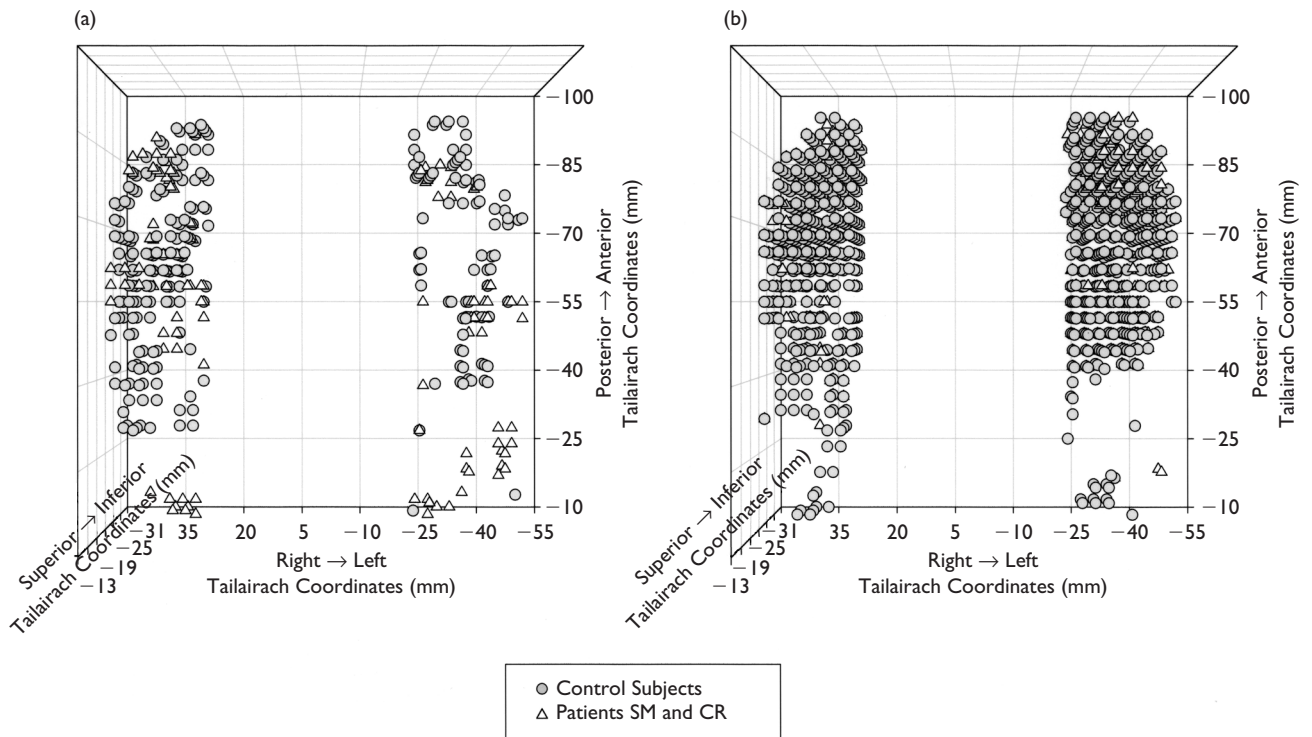 (a)
−100
−85
−70
−55
−40
−25
−10
Posterior → Anterior
Tailairach Coordinates (mm)
Superior → Inferior
Tailairach Coordinates (mm)
−31
−25
−19
−13
35 20 5 −10 −25 −40 −55
Right → Left
Tailairach Coordinates (mm)
(b)
−100
−85
−70
−55
−40
−25
−10
Posterior → Anterior
Tailairach Coordinates (mm)
Superior → Inferior
Tailairach Coordinates (mm)
−31
−25
−19
−13
35 20 5 −10 −25 −40 −55
Right → Left
Tailairach Coordinates (mm)
Control Subjects
Patients SM and CR